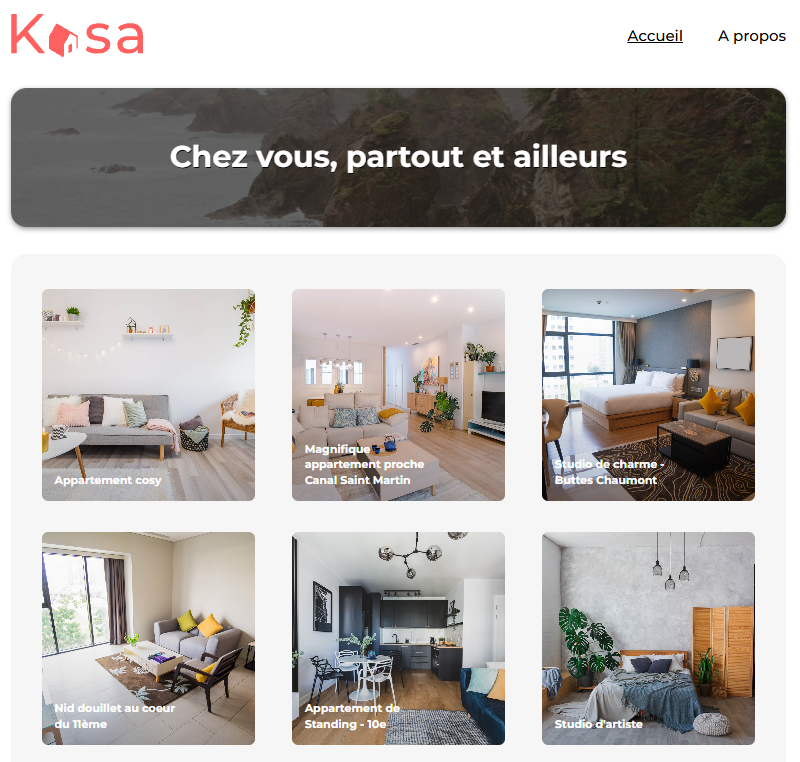 Kasa
Accueil
A propos
Chez vous, partout et ailleurs
Appartement cosy
Magnifique
appartement proche
Canal Saint Martin
Studio de charme -
Buttes Chaumont
Nid douillet au coeur
du 11ème
Appartement de
Standing - 10e
Studio d'artiste